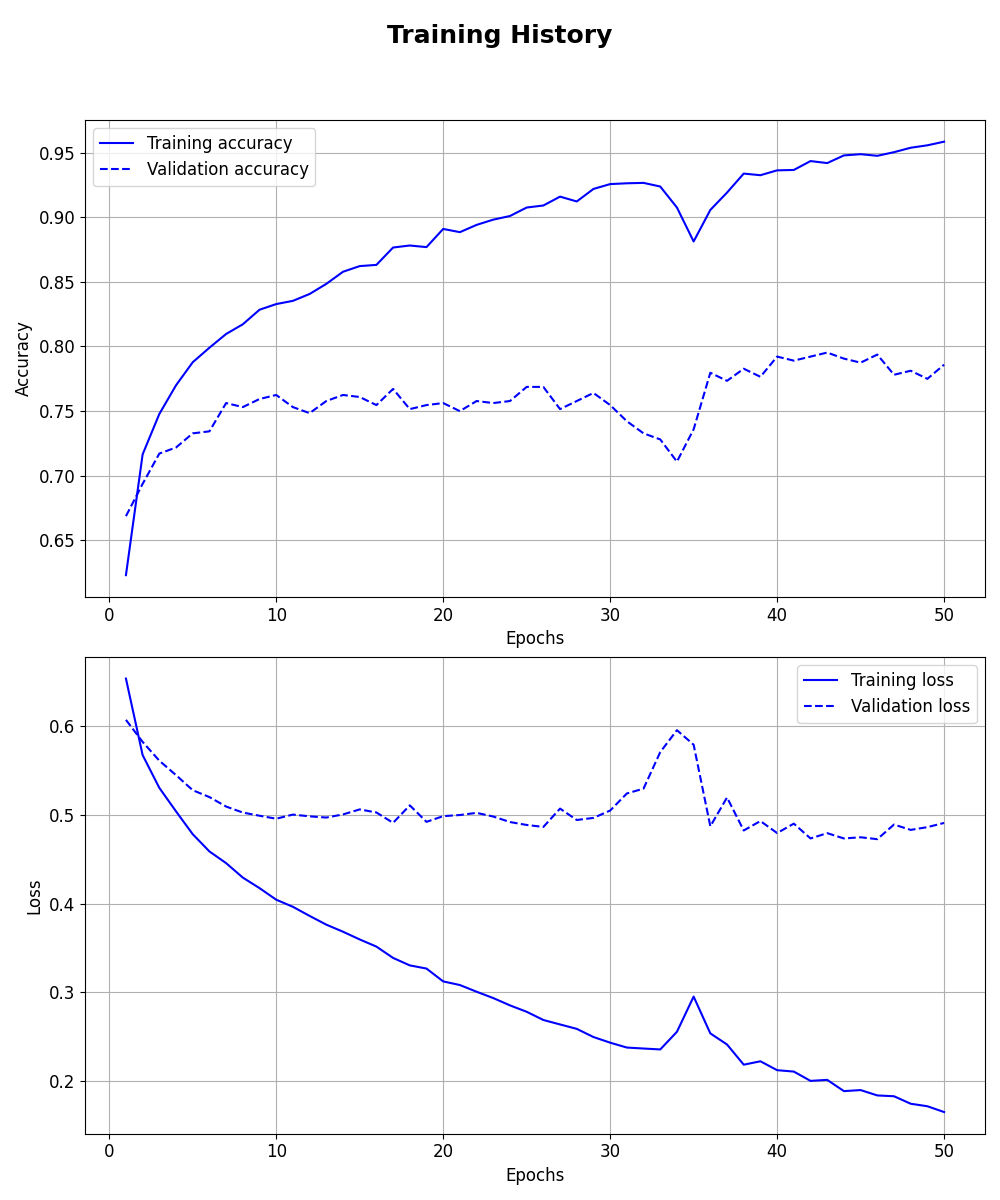 Training History
Training accuracy
Validation accuracy
0.95
0.90
0.85
0.80
0.75
0.70
0.65
Accuracy
0 10 20 30 40 50
Epochs
Training loss
Validation loss
0.6
0.5
0.4
0.3
0.2
Loss
0 10 20 30 40 50
Epochs